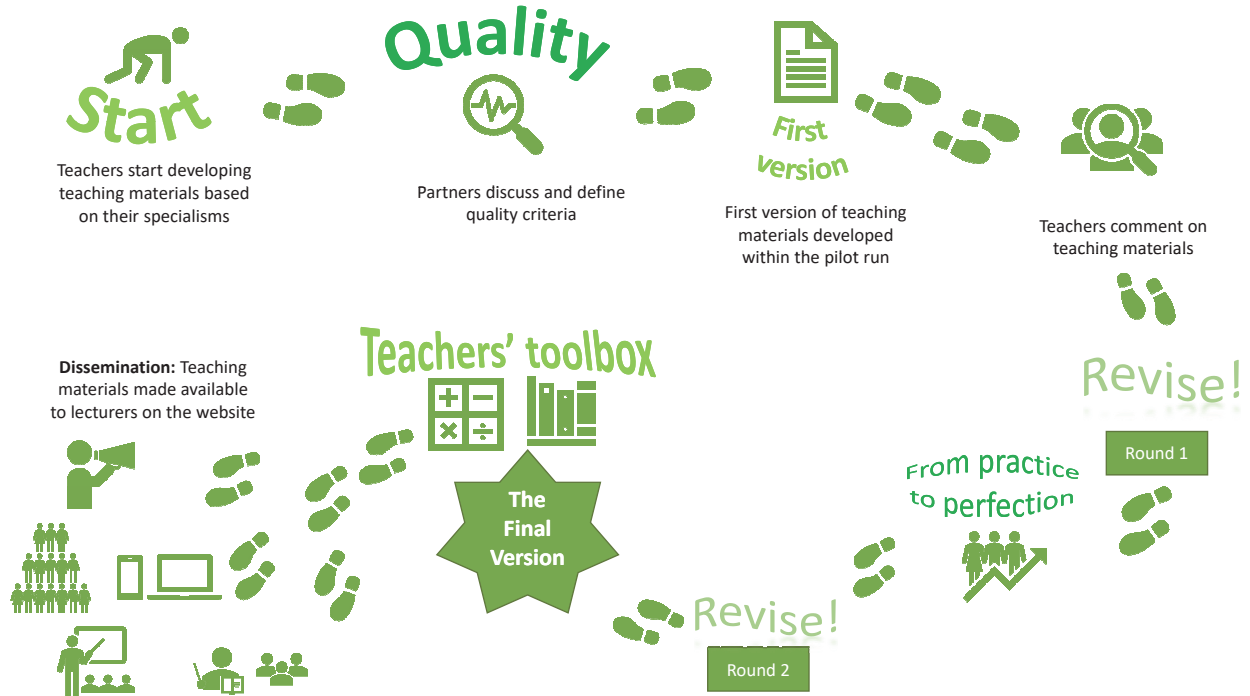 Start
Teachers start developing
teaching materials based
on their specialisms
Quality
Partners discuss and define
quality criteria
First
version
First version of teaching
materials developed
within the pilot run
Teachers comment on
teaching materials
Revise!
Round 1
From practice
to perfection
Revise!
Round 2
Teachers’ toolbox
The
Final
Version
Dissemination: Teaching
materials made available
to lecturers on the website